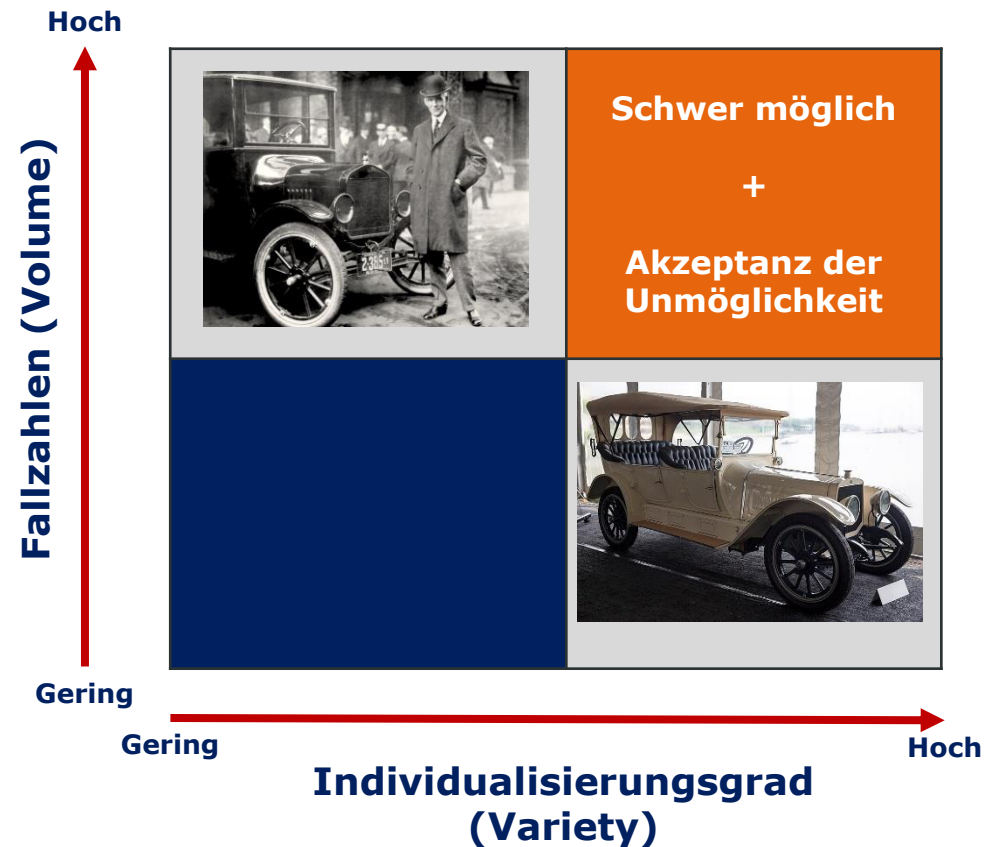 Hoch
Fallzahlen (Volume)
Schwer möglich
+
Akzeptanz der
Unmöglichkeit
Gering
Gering
Hoch
Individualisierungsgrad
(Variety)